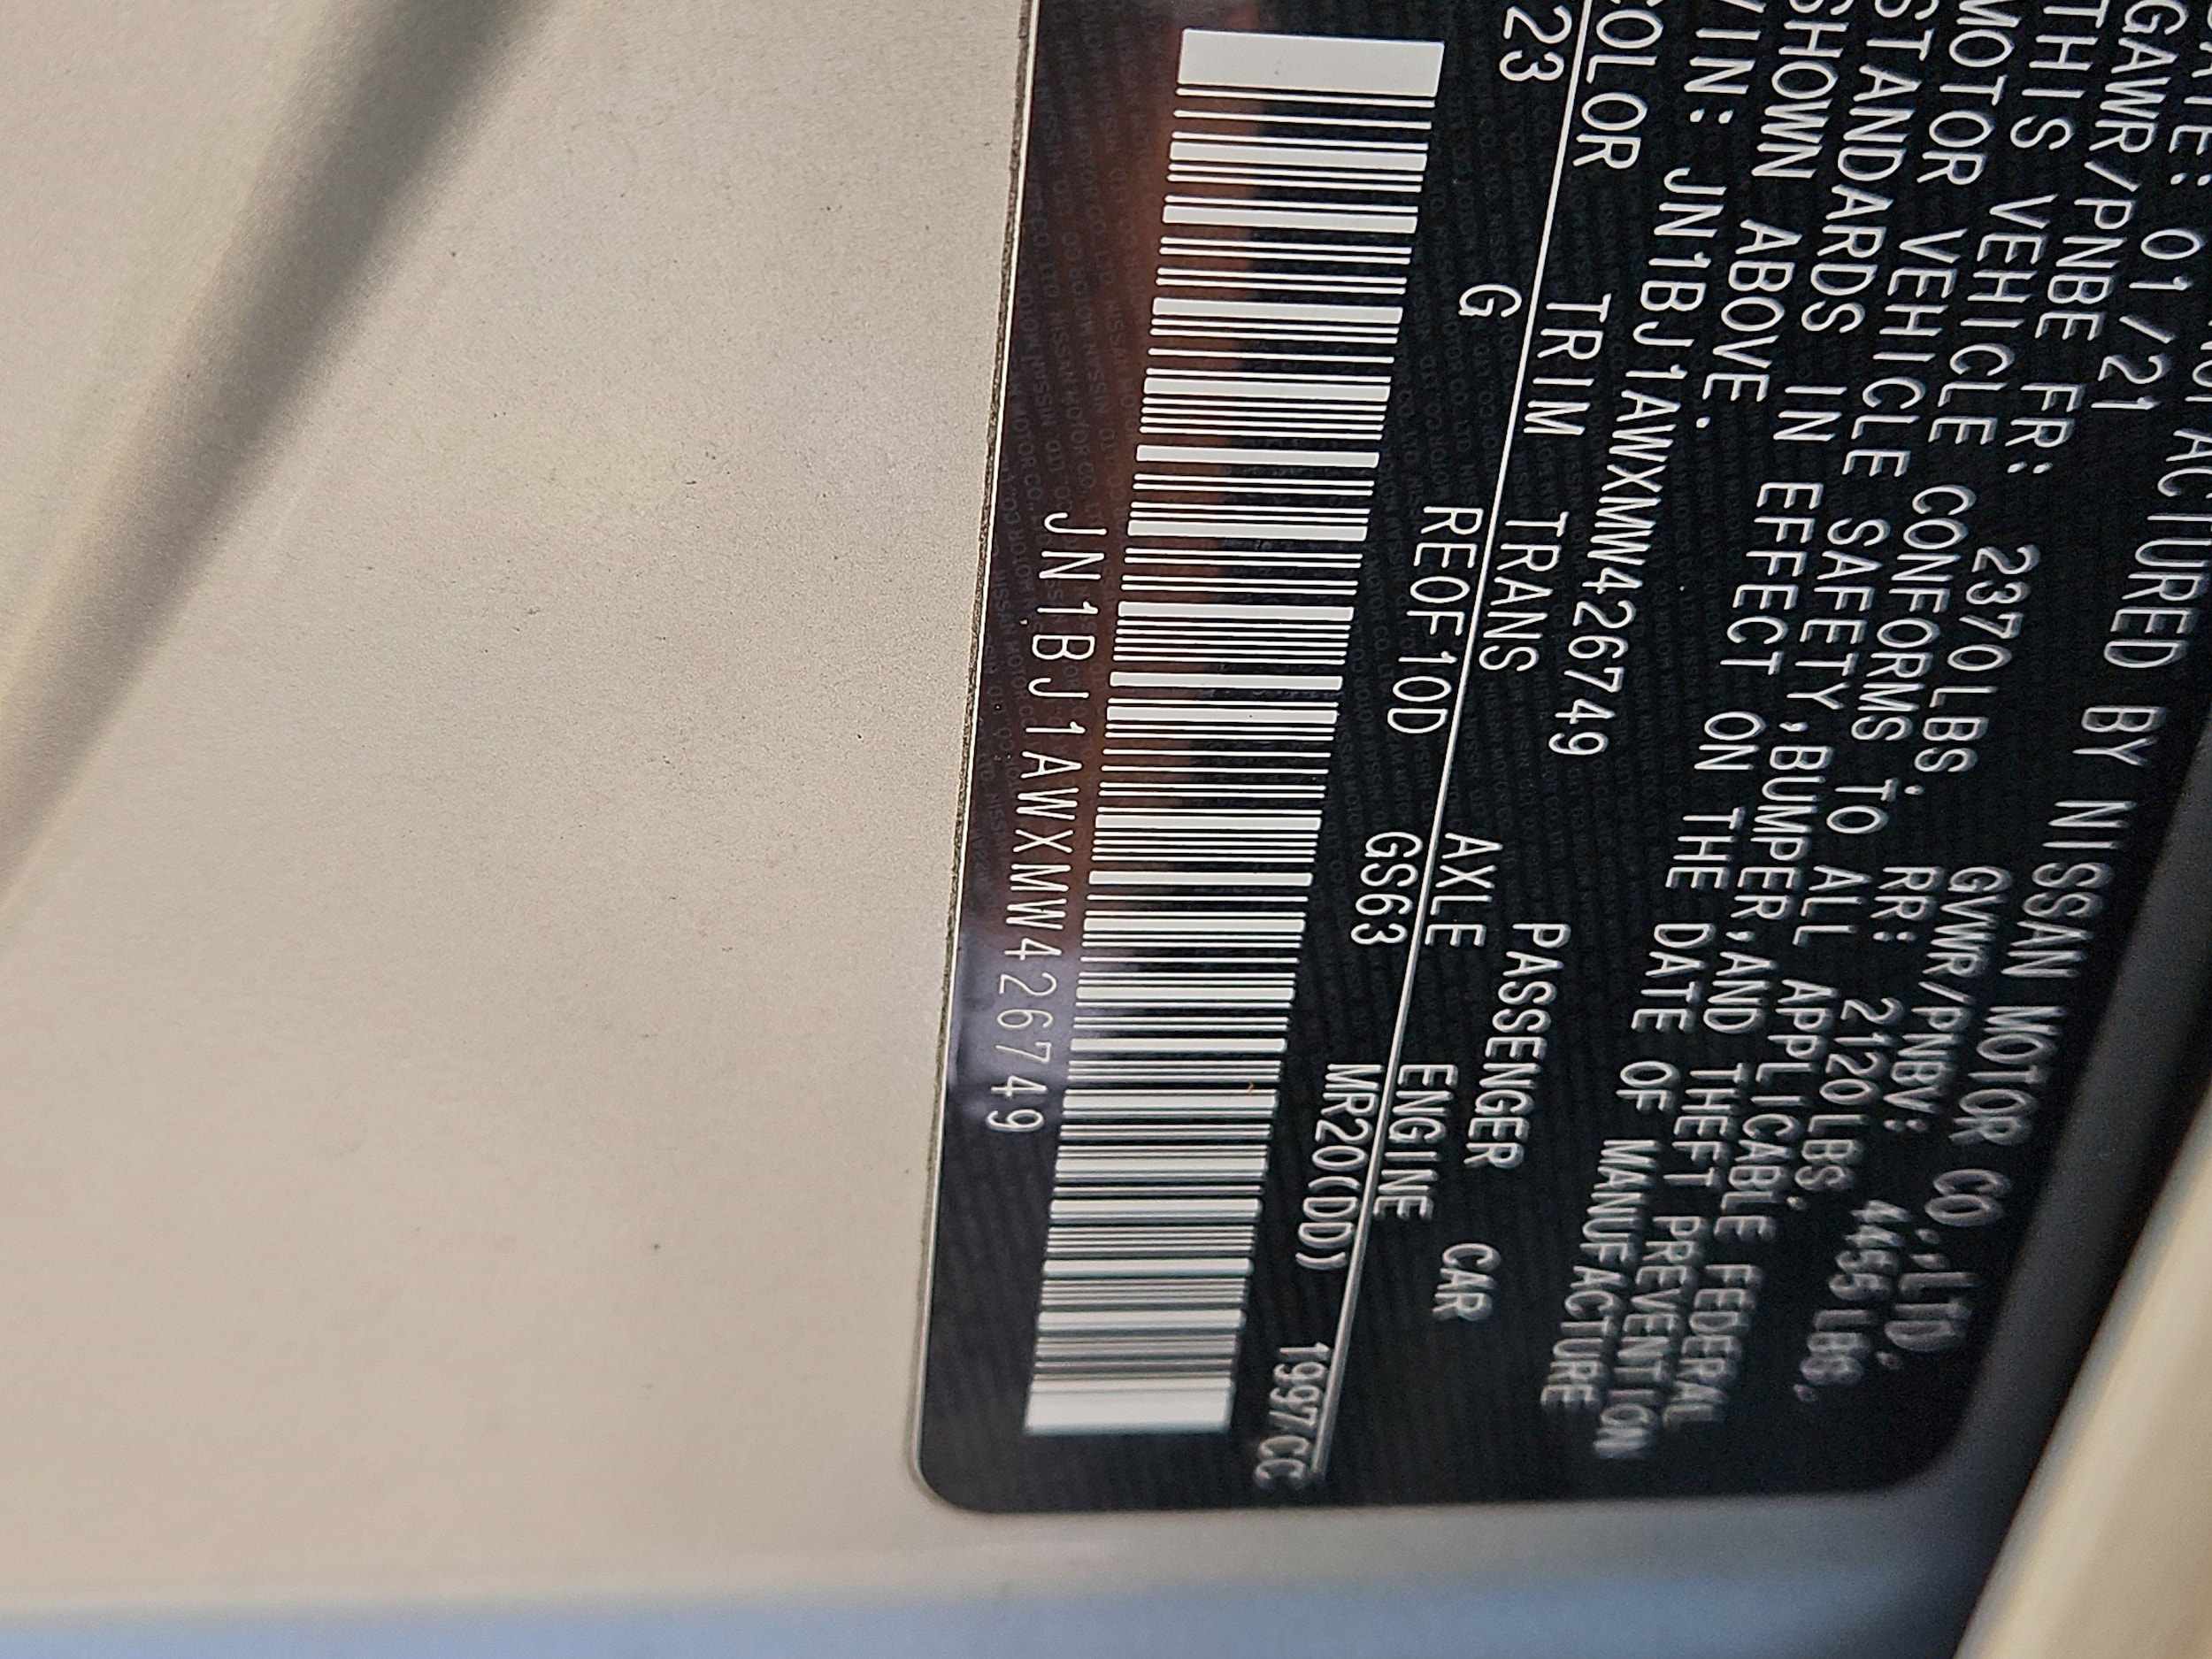 ACTURED BY NISSAN MOTOR CO.,LTD.
: 01/21
GAWR/PNBE FR: 2370LBS. RR: 2120LBS.
GVWR/PNBV: 4455LBS.
THIS VEHICLE CONFORMS TO ALL APPLICABLE FEDERAL
MOTOR VEHICLE SAFETY,BUMPER,AND THEFT PREVENTION
STANDARDS IN EFFECT ON THE DATE OF MANUFACTURE
SHOWN ABOVE.
VIN: JN1BJ1AWXMW426749 PASSENGER CAR
COLOR TRIM TRANS AXLE ENGINE
23 G RE0F10D GS63 MR20(DD) 1997CC
JN1BJ1AWXMW426749